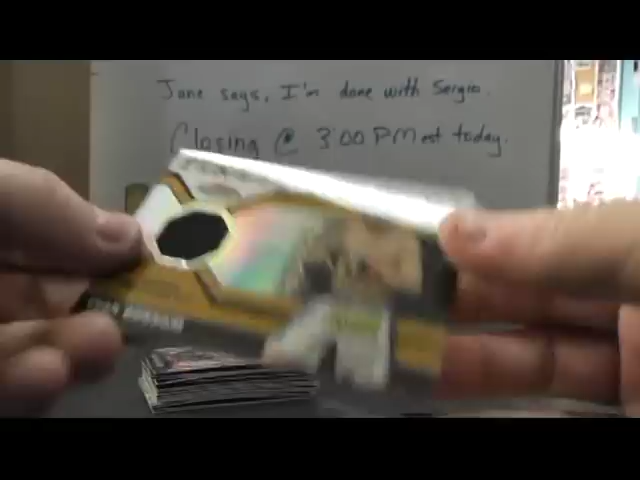 Jane says, I'm done with Sergio.
Closing @ 3:00 PM est today.